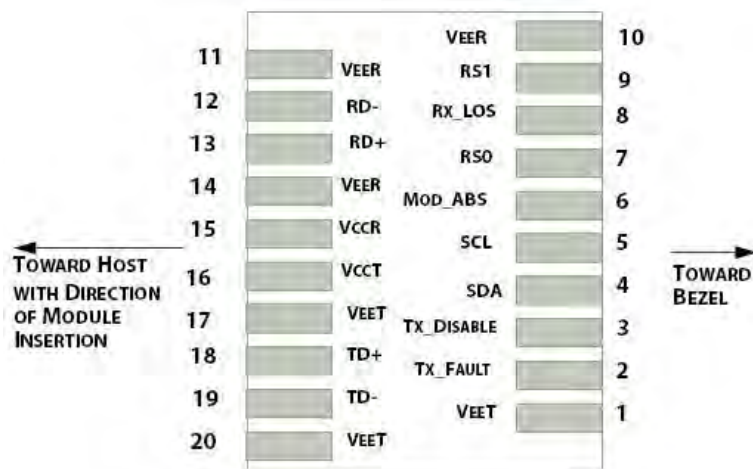 VEER 10
11 VEER
RS1 9
12 RD-
RX_LOS 8
13 RD+
RS0 7
14 VEER
MOD_ABS 6
15 VCCR
SCL 5
16 VCCT
SDA 4
17 VEET
TX_DISABLE 3
18 TD+
TX_FAULT 2
19 TD-
VEET 1
20 VEET
TOWARD HOST
WITH DIRECTION
OF MODULE
INSERTION
TOWARD
BEZEL